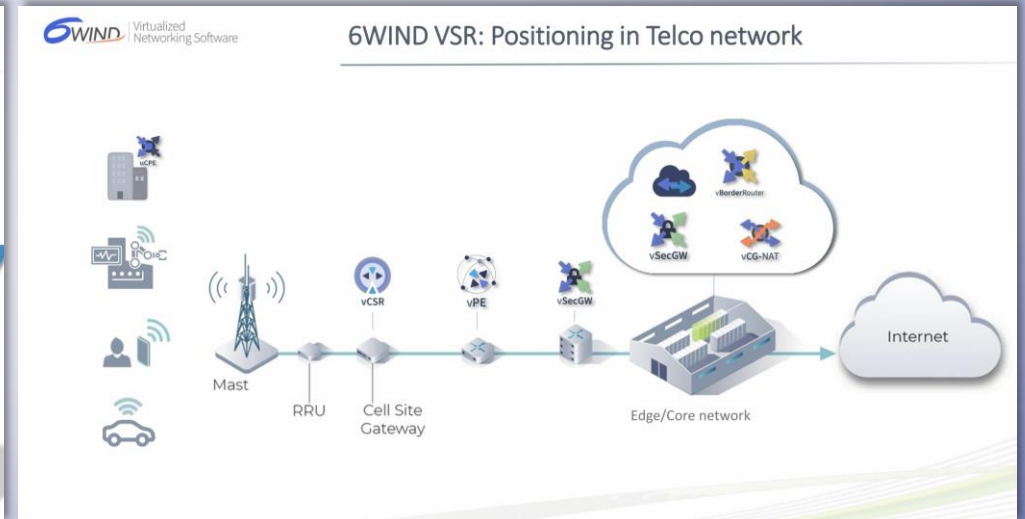 6WIND
Virtualized
Networking Software
6WIND VSR: Positioning in Telco network
uCPE
vBorderRouter
vSecGW
vCG-NAT
vCSR
vPE
vSecGW
Internet
Mast
RRU
Cell Site
Gateway
Edge/Core network